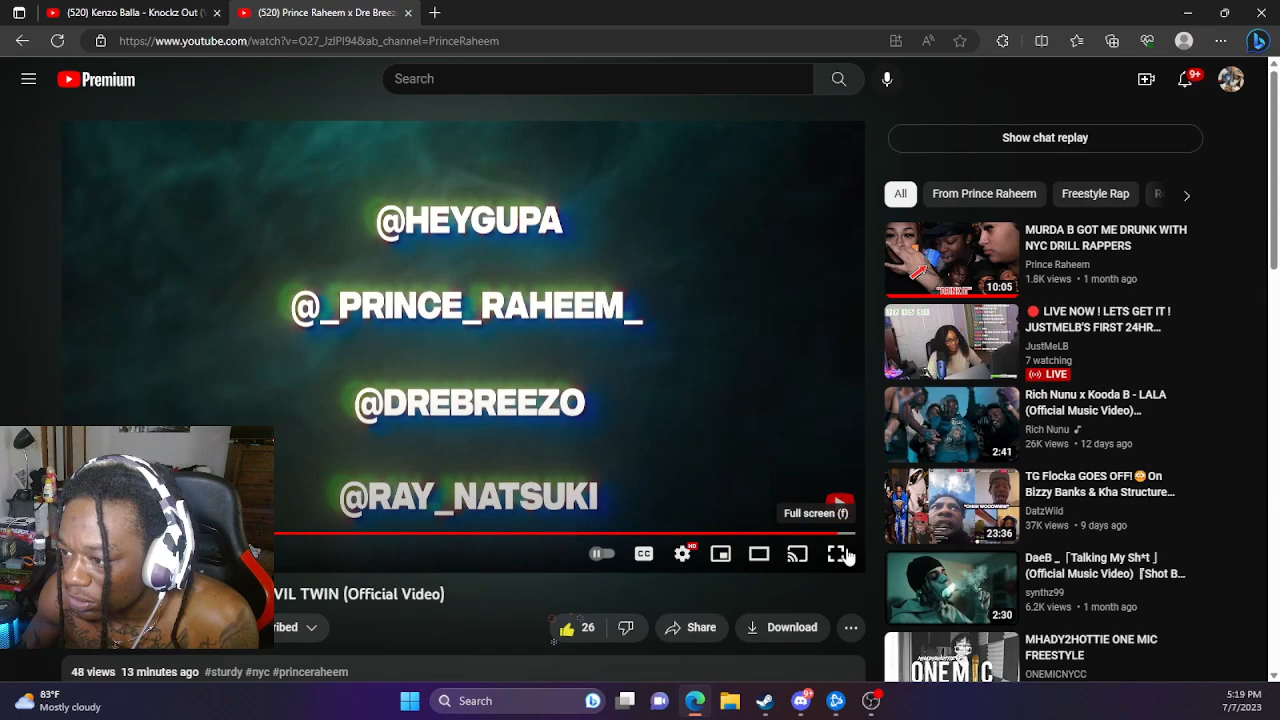 (520) Kenzo Balla - Knockz Out (
(520) Prince Raheem x Dre Breez
https://www.youtube.com/watch?v=O27_JzlPI94&ab_channel=PrinceRaheem
Premium
Search
9+
Show chat replay
All
From Prince Raheem
Freestyle Rap
@HEYGUPA
@_PRINCE_RAHEEM_
@DREBREEZO
@RAY_NATSUKI
Full screen (f)
CC
HD
VIL TWIN (Official Video)
ribed
26
Share
Download
48 views 13 minutes ago #sturdy #nyc #princeraheem
10:05
MURDA B GOT ME DRUNK WITH
NYC DRILL RAPPERS
Prince Raheem
1.8K views • 1 month ago
🔴 LIVE NOW ! LETS GET IT !
JUSTMELB'S FIRST 24HR...
JustMeLB
7 watching
LIVE
2:41
Rich Nunu x Kooda B - LALA
(Official Music Video)...
Rich Nunu
26K views • 12 days ago
23:36
TG Flocka GOES OFF!😳On
Bizzy Banks & Kha Structure...
DatzWild
37K views • 9 days ago
2:30
DaeB _「Talking My Sh*t 」
(Official Music Video)『Shot B...
synthz99
6.2K views • 1 month ago
ONE MIC
MHADY2HOTTIE ONE MIC
FREESTYLE
ONEMICNYCC
83°F
Mostly cloudy
Search
9+
5:19 PM
7/7/2023